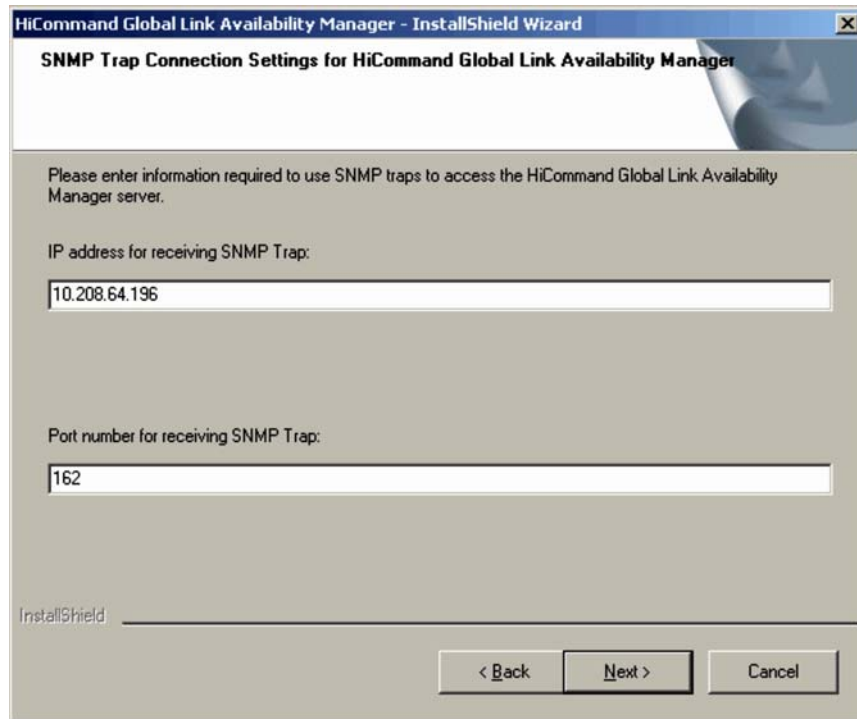 HiCommand Global Link Availability Manager - InstallShield Wizard
SNMP Trap Connection Settings for HiCommand Global Link Availability Manager
Please enter information required to use SNMP traps to access the HiCommand Global Link Availability
Manager server.
IP address for receiving SNMP Trap:
10.208.64.196
Port number for receiving SNMP Trap:
162
InstallShield
< Back Next > Cancel